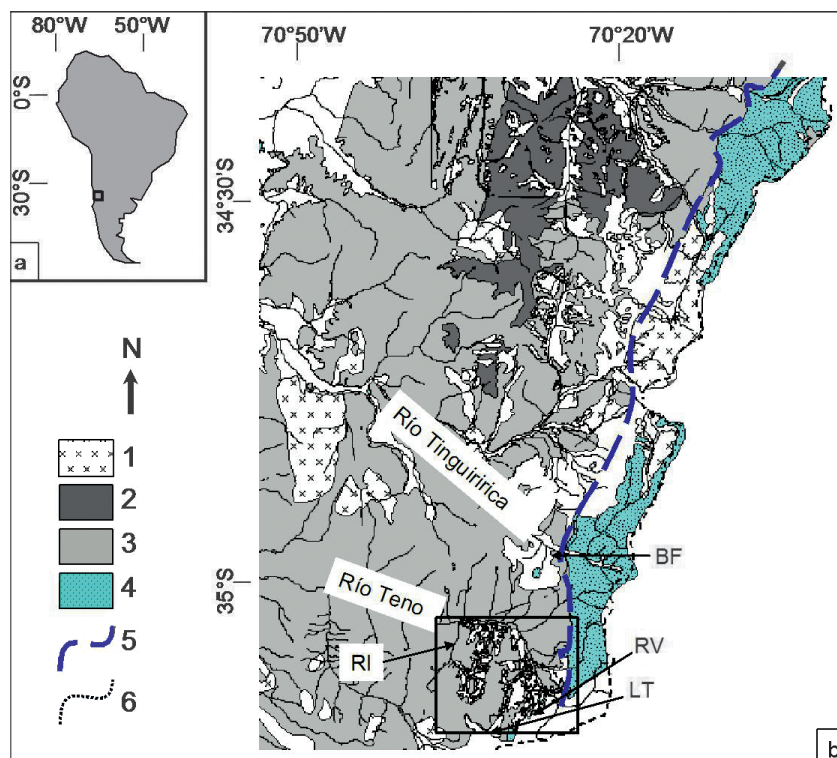 80°W 50°W
0°S
30°S
a
70°50'W 70°20'W
34°30'S
35°S
N
1
2
3
4
5
6
Río Tinguiririca
Río Teno
BF
RI
RV
LT
b